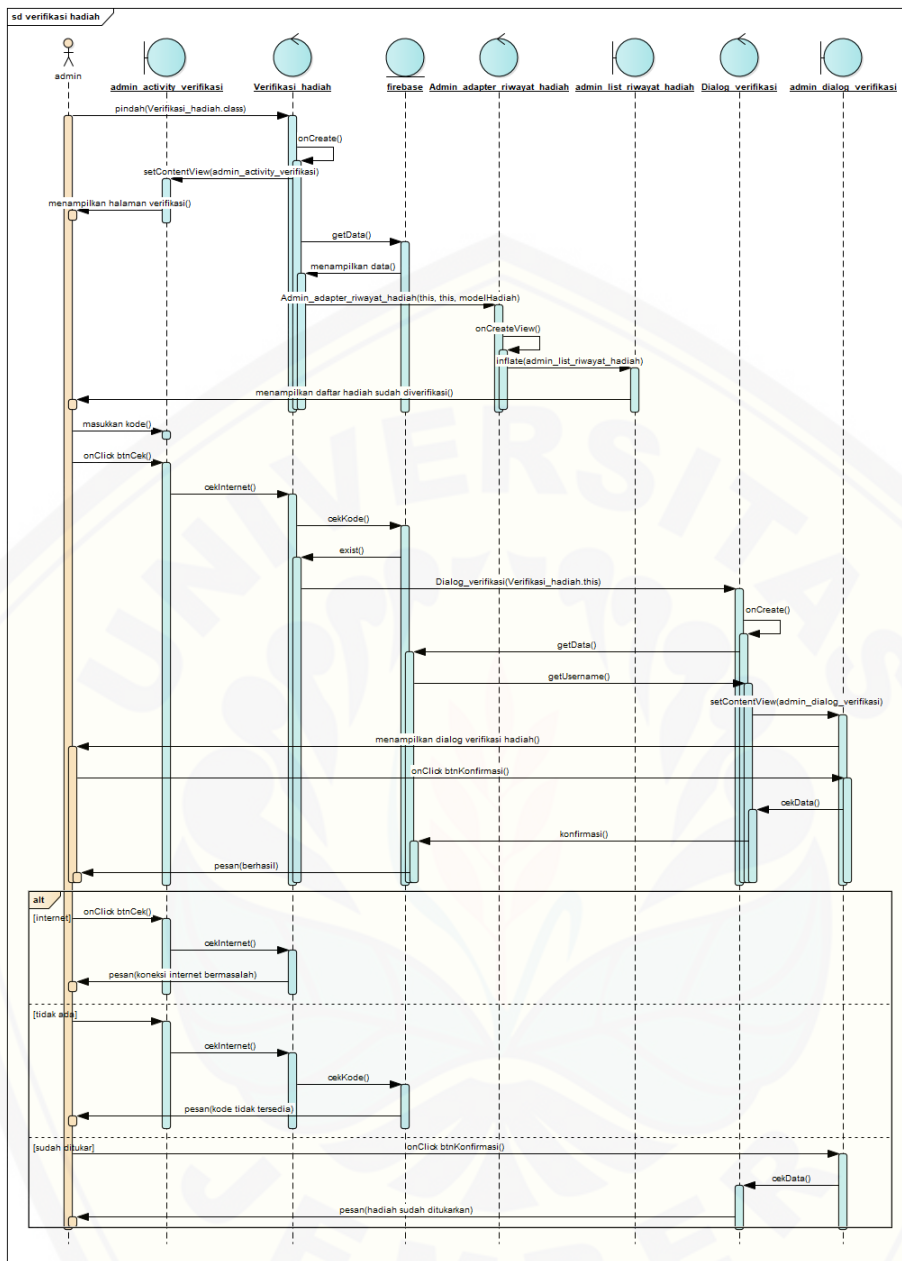 sd verifikasi hadiah
admin
admin_activity_verifikasi
Verifikasi_hadiah
firebase
Admin_adapter_riwayat_hadiah
admin_list_riwayat_hadiah
Dialog_verifikasi
admin_dialog_verifikasi
pindah(Verifikasi_hadiah.class)
onCreate()
setContentView(admin_activity_verifikasi)
menampilkan halaman verifikasi()
getData()
menampilkan data()
Admin_adapter_riwayat_hadiah(this, this, modelHadiah)
onCreateView()
inflate(admin_list_riwayat_hadiah)
menampilkan daftar hadiah sudah diverifikasi()
masukkan kode()
onClick btnCek()
cekInternet()
cekKode()
exist()
Dialog_verifikasi(Verifikasi_hadiah.this)
onCreate()
getData()
getUsername()
setContentView(admin_dialog_verifikasi)
menampilkan dialog verifikasi hadiah()
onClick btnKonfirmasi()
cekData()
konfirmasi()
pesan(berhasil)
alt
[internet]
onClick btnCek()
cekInternet()
pesan(koneksi internet bermasalah)
[tidak ada]
cekInternet()
cekKode()
pesan(kode tidak tersedia)
[sudah ditukar]
onClick btnKonfirmasi()
cekData()
pesan(hadiah sudah ditukarkan)
UNIVERSITAS
JEMBER